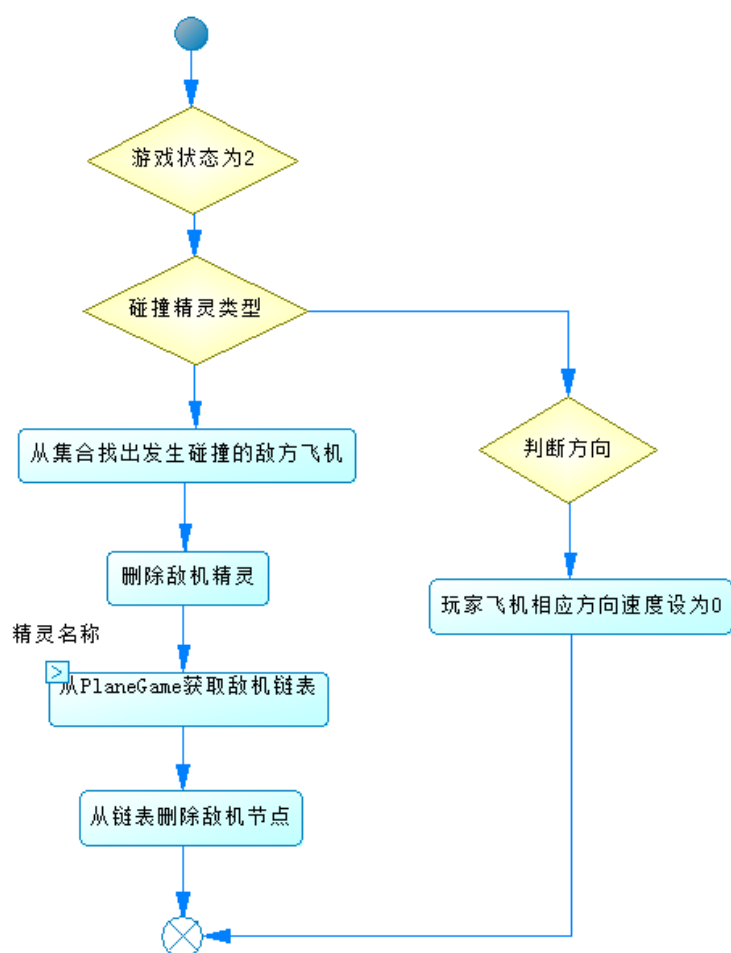 游戏状态为2
碰撞精灵类型
从集合找出发生碰撞的敌方飞机
判断方向
删除敌机精灵
玩家飞机相应方向速度设为0
精灵名称
从PlaneGame获取敌机链表
从链表删除敌机节点